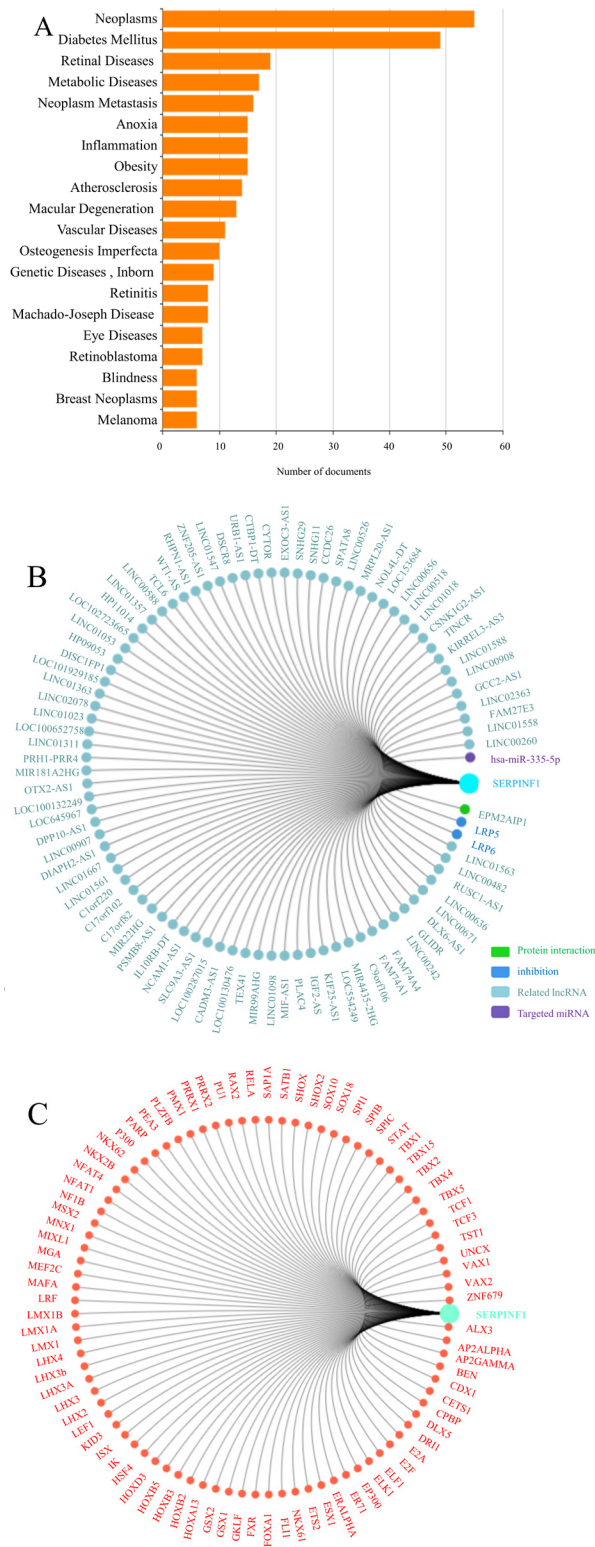 A
Neoplasms
Diabetes Mellitus
Retinal Diseases
Metabolic Diseases
Neoplasm Metastasis
Anoxia
Inflammation
Obesity
Atherosclerosis
Macular Degeneration
Vascular Diseases
Osteogenesis Imperfecta
Genetic Diseases , Inborn
Retinitis
Machado-Joseph Disease
Eye Diseases
Retinoblastoma
Blindness
Breast Neoplasms
Melanoma
0 10 20 30 40 50 60
Number of documents
B
EXOC3-AS1
SNHG29
SNHG11
CCDC26
SPATA8
LINC00526
MRPL20-AS1
NOL4L-DT
LOC153684
LINC00656
LINC00518
LINC01018
CSNK1G2-AS1
TINCR
KIRREL3-AS3
LINC01588
LINC00908
GCC2-AS1
LINC02363
FAM27E3
LINC01558
LINC00260
hsa-miR-335-5p
SERPINF1
EPM2AIP1
LRP5
LRP6
LINC01563
LINC00482
RUSC1-AS1
LINC00636
LINC00671
DLX6-AS1
GLIDR
LINC00242
FAM74A4
FAM74A1
C9orf106
MIR4435-2HG
LOC554249
KIF25-AS1
IGF2-AS
PLAC4
MIF-AS1
LINC01098
MIR99AHG
TEX41
LOC100130476
CADM3-AS1
LOC100287015
SLC9A3-AS1
NCAM1-AS1
IL10RB-DT
PSMB8-AS1
MIR22HG
C17orf82
C17orf102
C1orf220
LINC01561
LINC01667
DIAPH2-AS1
LINC00907
DPP10-AS1
LOC645967
LOC100132249
OTX2-AS1
MIR181A2HG
PRH1-PRR4
LINC01311
LOC100652758
LINC01023
LINC02078
LINC01363
LOC101929185
DISC1FP1
HP09053
LINC01053
LOC102723665
HP11014
LINC01357
LINC00588
TCL6
WT1-AS
RHPN1-AS1
ZNF205-AS1
LINC01547
DSCR8
URB1-AS1
CTBP1-DT
CYTOR
Protein interaction
inhibition
Related lncRNA
Targeted miRNA
C
SAP1A
SATB1
SHOX
SHOX2
SOX10
SOX18
SPI1
SPIB
SPIC
STAT
TBX1
TBX15
TBX2
TBX4
TBX5
TCF1
TCF3
TST1
UNCX
VAX1
VAX2
ZNF679
SERPINF1
ALX3
AP2ALPHA
AP2GAMMA
BEN
CDX1
CETS1
CPBP
DLX5
DRI1
E2A
E2F
ELF1
ELK1
EP300
ER71
ERALPHA
ESX1
ETS2
NKX61
FLI1
FOXA1
FXR
GKLF
GSX1
GSX2
HOXA13
HOXB2
HOXB3
HOXB5
HOXD3
HSF4
IK
ISX
KID3
LEF1
LHX2
LHX3
LHX3A
LHX3b
LHX4
LMX1
LMX1A
LMX1B
LRF
MAFA
MEF2C
MGA
MIXL1
MNX1
MSX2
NF1B
NFAT1
NFAT4
NKX2B
NKX62
P300
PARP
PEA3
PLZFB
PMX1
PRRX1
PRRX2
PU1
RAX2
RELA